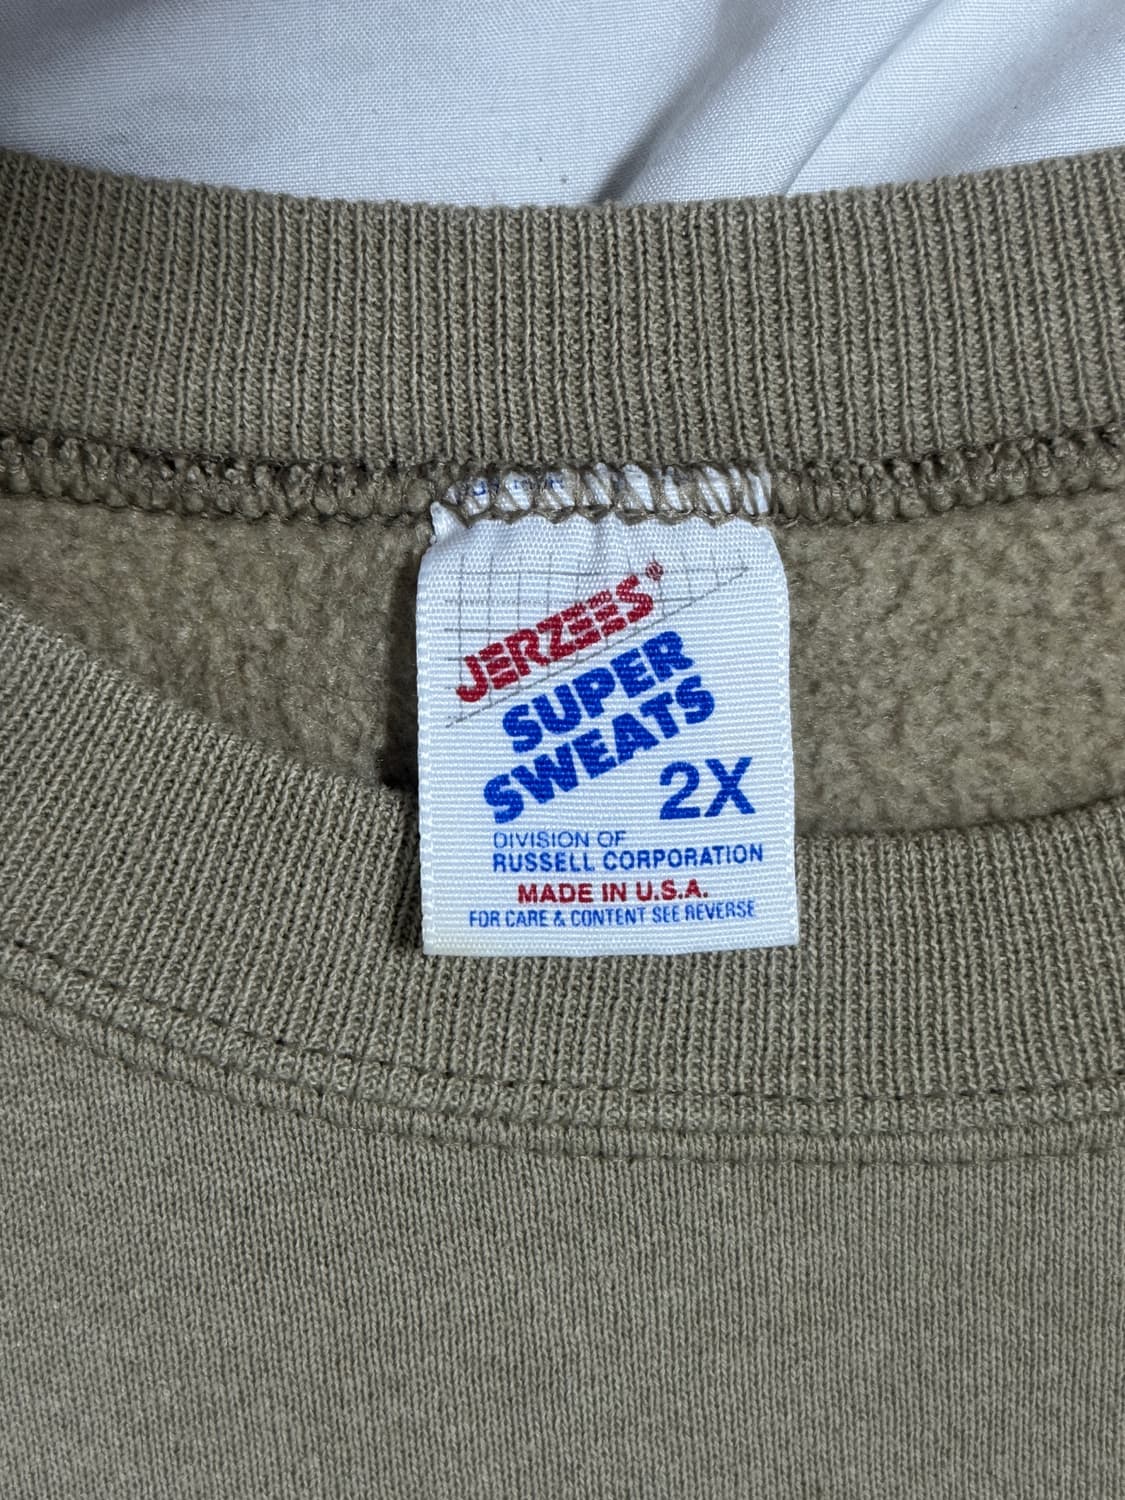 JERZEES®
SUPER
SWEATS
2X
DIVISION OF
RUSSELL CORPORATION
MADE IN U.S.A.
FOR CARE & CONTENT SEE REVERSE